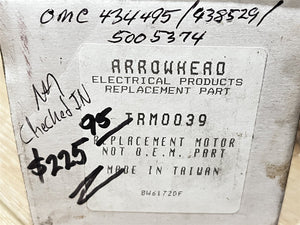 OMC 434495/438529/
5005374
ARROWHEAD
ELECTRICAL PRODUCTS
REPLACEMENT PART
Checked IN
$225 95
TRM0039
REPLACEMENT MOTOR
NOT O.E.M. PART
MADE IN TAIWAN